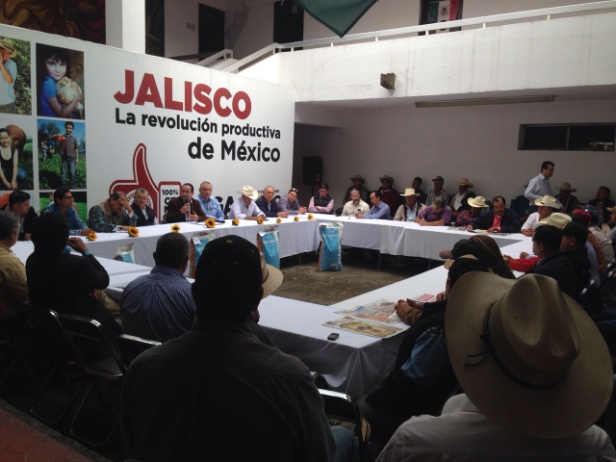 JALISCO
La revolución productiva
de México
100%